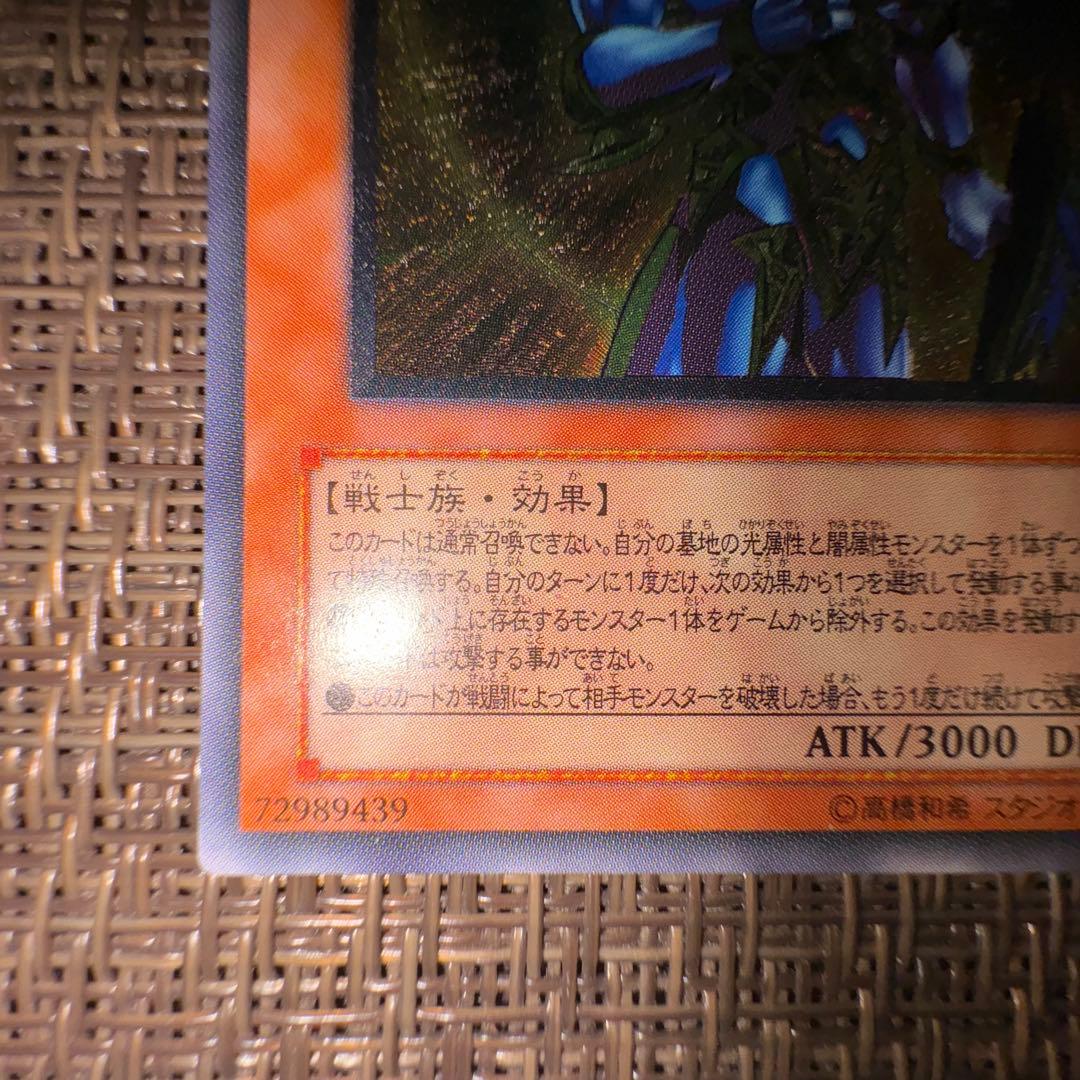 【戦士族・効果】
このカードは通常召喚できない。自分の墓地の光属性と闇属性モンスターを1体ずつ
召喚する。自分のターンに1度だけ、次の効果から1つを選択して発動する事が
上に存在するモンスター1体をゲームから除外する。この効果を発動す
は攻撃する事ができない。
●このカードが戦闘によって相手モンスターを破壊した場合、もう1度だけ続けて攻撃
ATK/3000 DE
72989439 ©高橋和希 スタジオ